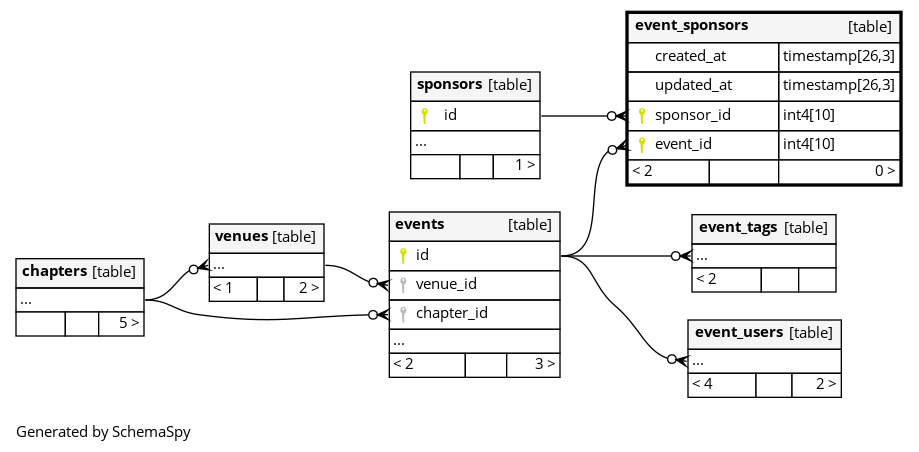 event_sponsors [table]
created_at timestamp[26,3]
updated_at timestamp[26,3]
sponsor_id int4[10]
event_id int4[10]
< 2 0 >
sponsors [table]
id
...
1 >
events [table]
id
venue_id
chapter_id
...
< 2 3 >
venues [table]
...
< 1 2 >
chapters [table]
...
5 >
event_tags [table]
...
< 2
event_users [table]
...
< 4 2 >
Generated by SchemaSpy